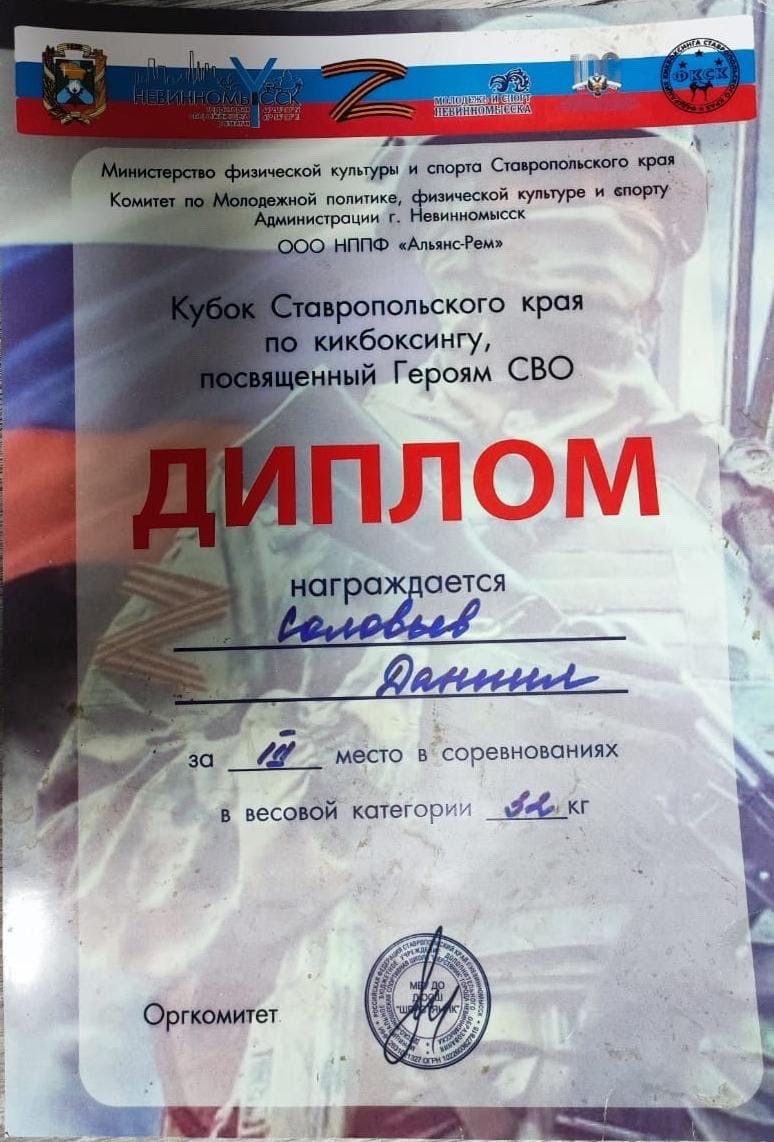 НЕВИННОМЫССК
Z
МОЛОДЕЖЬ И СПОРТ
НЕВИННОМЫССКА
ФКСК
Министерство физической культуры и спорта Ставропольского края
Комитет по Молодежной политике, физической культуре и спорту
Администрации г. Невинномысск
ООО НППФ «Альянс-Рем»
Кубок Ставропольского края
по кикбоксингу,
посвященный Героям СВО
ДИПЛОМ
награждается
Соловьев
Даниил
за III место в соревнованиях
в весовой категории 32 кг
Оргкомитет